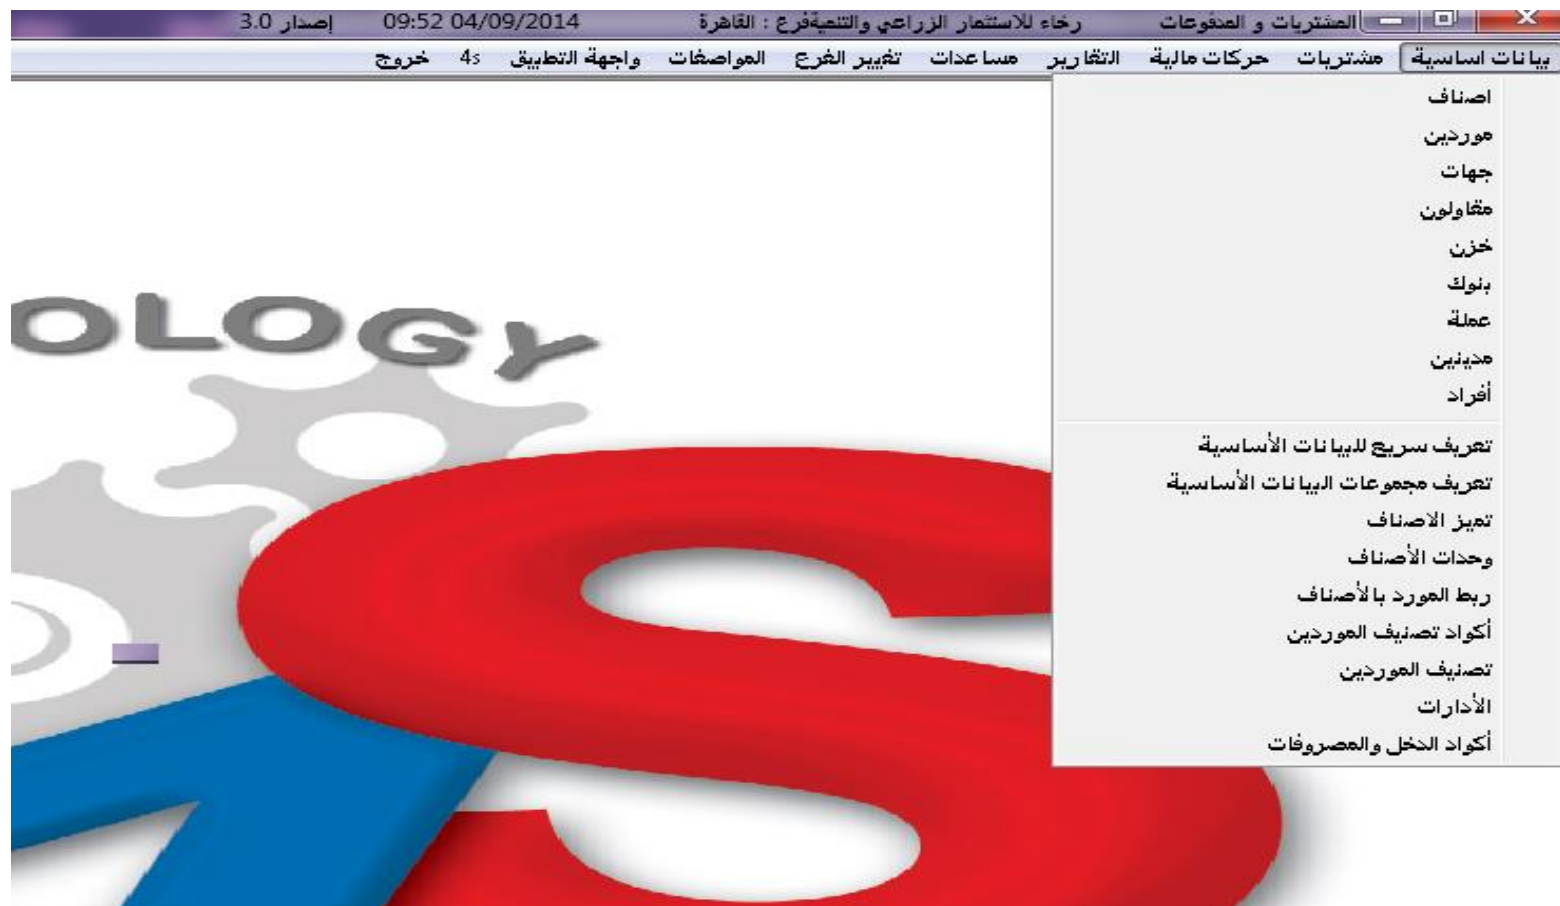 المشتريات و المدفوعات رخاء للاستثمار الزراعي والتنميةفرع : القاهرة 09:52 04/09/2014 إصدار 3.0
بيانات اساسية مشتريات حركات مالية التقارير مساعدات تغيير الفرع المواصفات واجهة التطبيق 4s خروج
اصناف
موردين
جهات
مقاولون
خزن
بنوك
عملة
مدينين
أفراد
تعريف سريع للبيانات الأساسية
تعريف مجموعات البيانات الأساسية
تميز الاصناف
وحدات الأصناف
ربط المورد بالأصناف
أكواد تصنيف الموردين
تصنيف الموردين
الأدارات
أكواد الدخل والمصروفات
OLOGY
4S